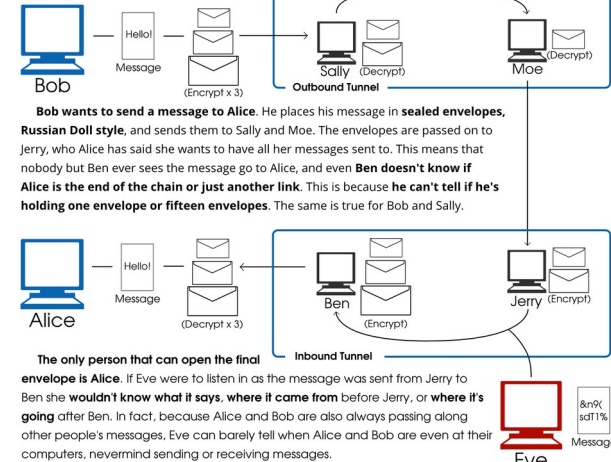 Hello!
Message
Bob
(Encrypt x 3)
Sally
(Decrypt)
Moe
(Decrypt)
Outbound Tunnel
Bob wants to send a message to Alice. He places his message in sealed envelopes,
Russian Doll style, and sends them to Sally and Moe. The envelopes are passed on to
Jerry, who Alice has said she wants to have all her messages sent to. This means that
nobody but Ben ever sees the message go to Alice, and even Ben doesn't know if
Alice is the end of the chain or just another link. This is because he can't tell if he's
holding one envelope or fifteen envelopes. The same is true for Bob and Sally.
Hello!
Message
Alice
(Decrypt x 3)
Ben
(Encrypt)
Jerry
(Encrypt)
Inbound Tunnel
The only person that can open the final
envelope is Alice. If Eve were to listen in as the message was sent from Jerry to
Ben she wouldn't know what it says, where it came from before Jerry, or where it's
going after Ben. In fact, because Alice and Bob are also always passing along
other people's messages, Eve can barely tell when Alice and Bob are even at their
computers, nevermind sending or receiving messages.
&n9(
sdT1%
Message
Eve